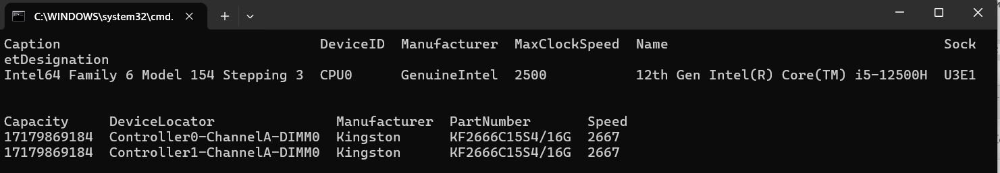 C:\WINDOWS\system32\cmd.
Caption DeviceID Manufacturer MaxClockSpeed Name Sock
etDesignation
Intel64 Family 6 Model 154 Stepping 3 CPU0 GenuineIntel 2500 12th Gen Intel(R) Core(TM) i5-12500H U3E1
Capacity DeviceLocator Manufacturer PartNumber Speed
17179869184 Controller0-ChannelA-DIMM0 Kingston KF2666C15S4/16G 2667
17179869184 Controller1-ChannelA-DIMM0 Kingston KF2666C15S4/16G 2667